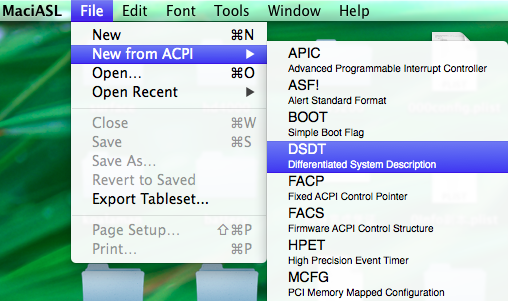 MaciASL File Edit Font Tools Window Help
New ⌘N
New from ACPI ▶
Open... ⌘O
Open Recent ▶
Close ⌘W
Save ⌘S
Save As...
Revert to Saved
Export Tableset...
Page Setup... ⇧⌘P
Print... ⌘P
APIC
Advanced Programmable Interrupt Controller
ASF!
Alert Standard Format
BOOT
Simple Boot Flag
DSDT
Differentiated System Description
FACP
Fixed ACPI Control Pointer
FACS
Firmware ACPI Control Structure
HPET
High Precision Event Timer
MCFG
PCI Memory Mapped Configuration